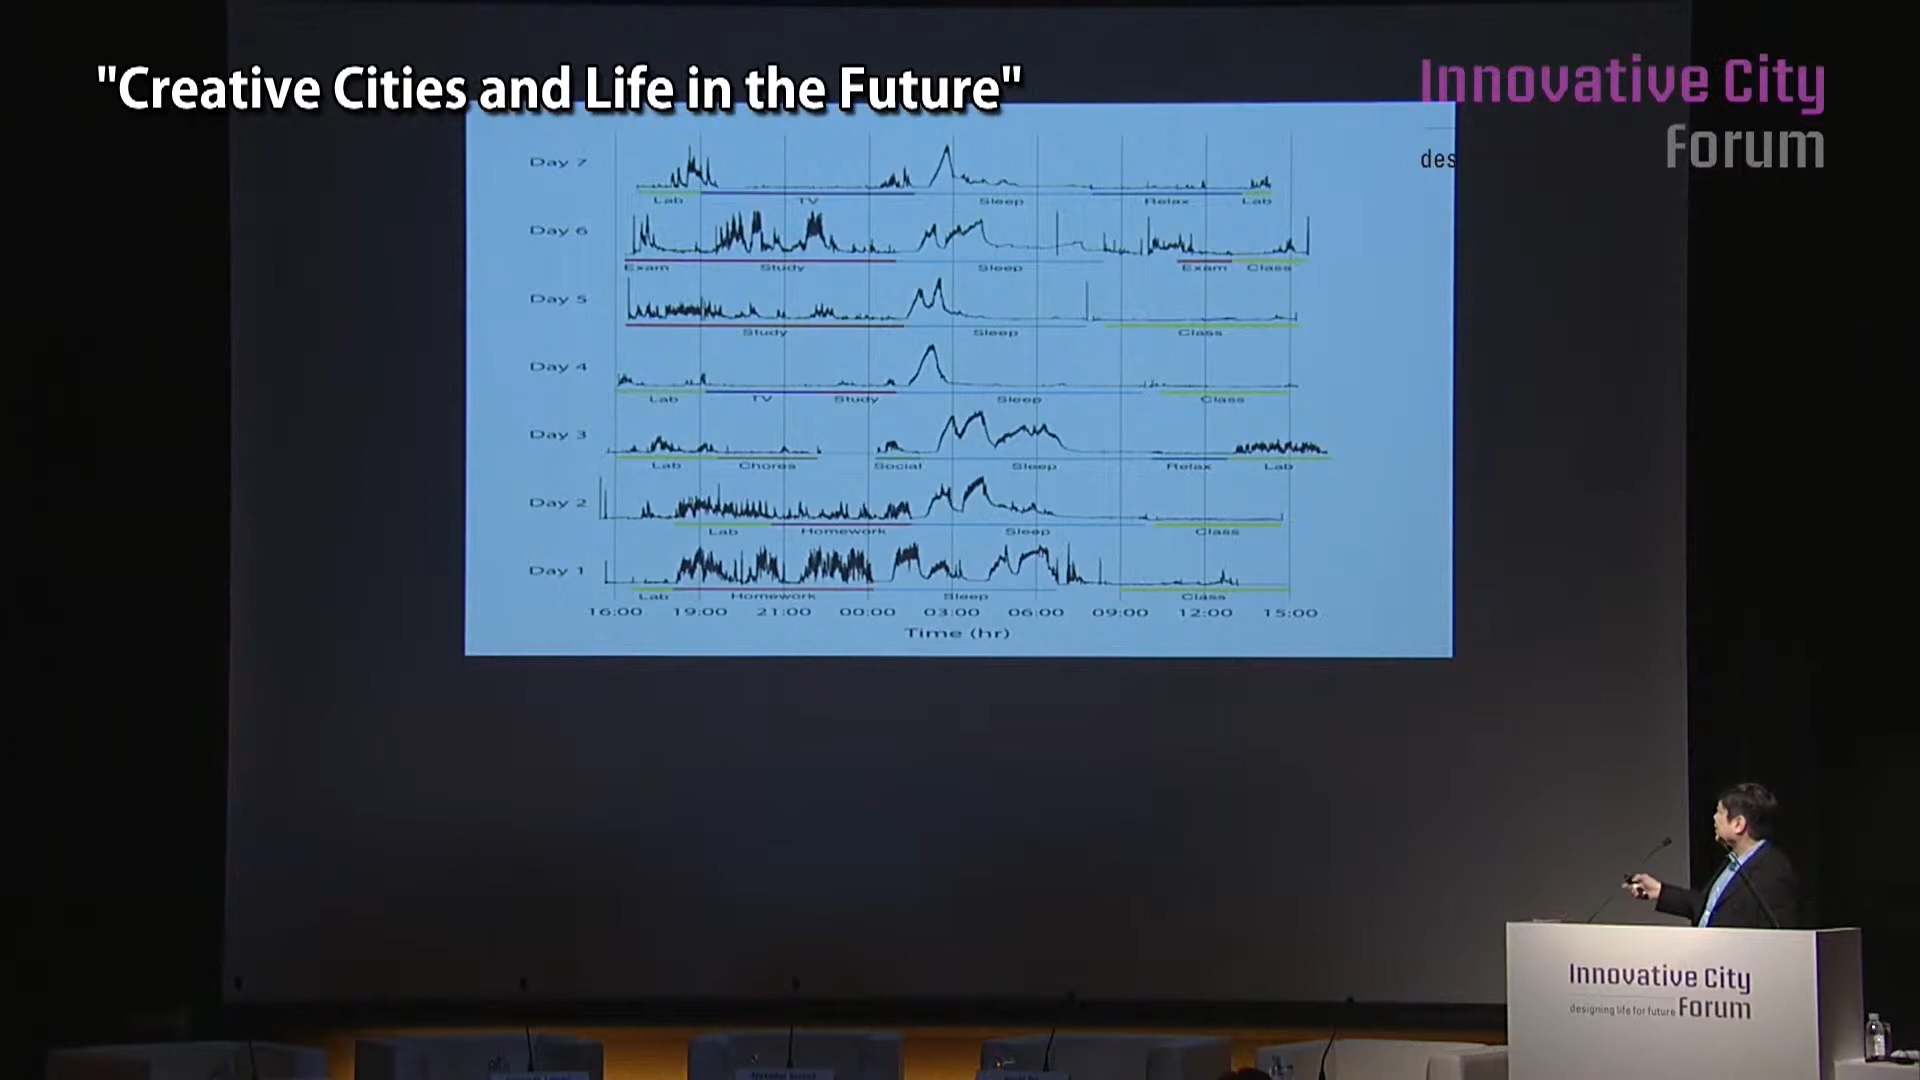 "Creative Cities and Life in the Future"
Innovative City
Forum
des
Day 7
Lab TV Sleep Relax Lab
Day 6
Exam Study Sleep Exam Class
Day 5
Study Sleep Class
Day 4
Lab TV Study Sleep Class
Day 3
Lab Chores Social Sleep Relax Lab
Day 2
Lab Homework Sleep Class
Day 1
Lab Homework Sleep Class
16:00 19:00 21:00 00:00 03:00 06:00 09:00 12:00 15:00
Time (hr)
Innovative City
designing life for future Forum